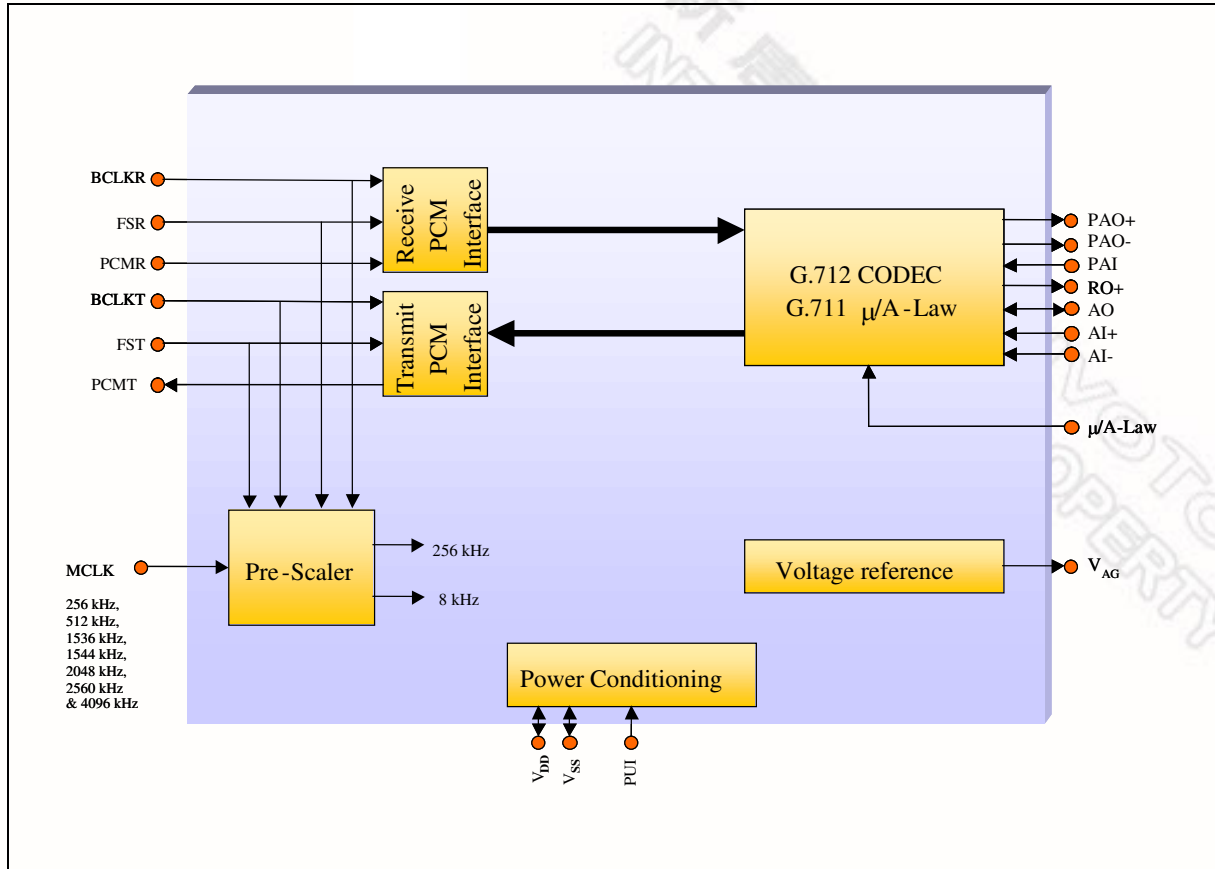 BCLKR
FSR
PCMR
BCLKT
FST
PCMT
Receive
PCM
Interface
Transmit
PCM
Interface
G.712 CODEC
G.711 μ/A-Law
PAO+
PAO-
PAI
RO+
AO
AI+
AI-
μ/A-Law
MCLK
256 kHz,
512 kHz,
1536 kHz,
1544 kHz,
2048 kHz,
2560 kHz
& 4096 kHz
Pre-Scaler
256 kHz
8 kHz
Voltage reference
VAG
Power Conditioning
VDD
VSS
PUI